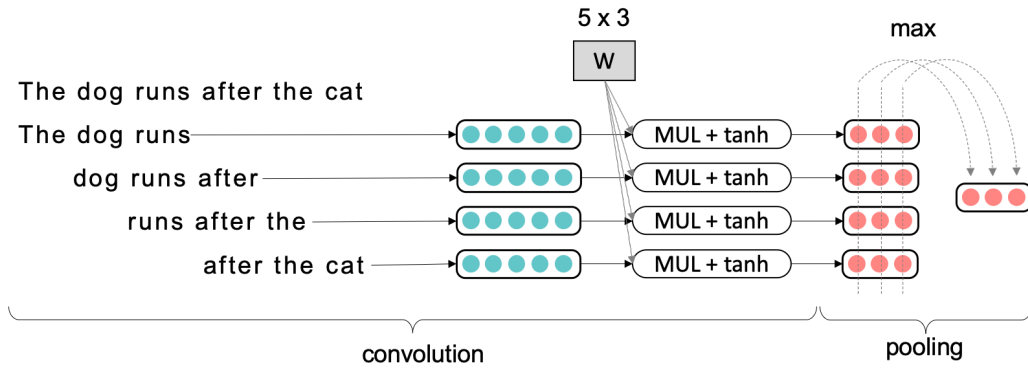 5 x 3
max
W
The dog runs after the cat
The dog runs
MUL + tanh
dog runs after
MUL + tanh
runs after the
MUL + tanh
after the cat
MUL + tanh
convolution
pooling